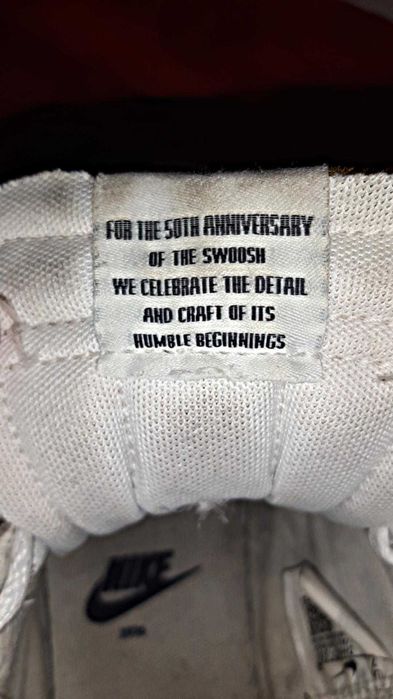 FOR THE 50TH ANNIVERSARY
OF THE SWOOSH
WE CELEBRATE THE DETAIL
AND CRAFT OF ITS
HUMBLE BEGINNINGS
NIKE